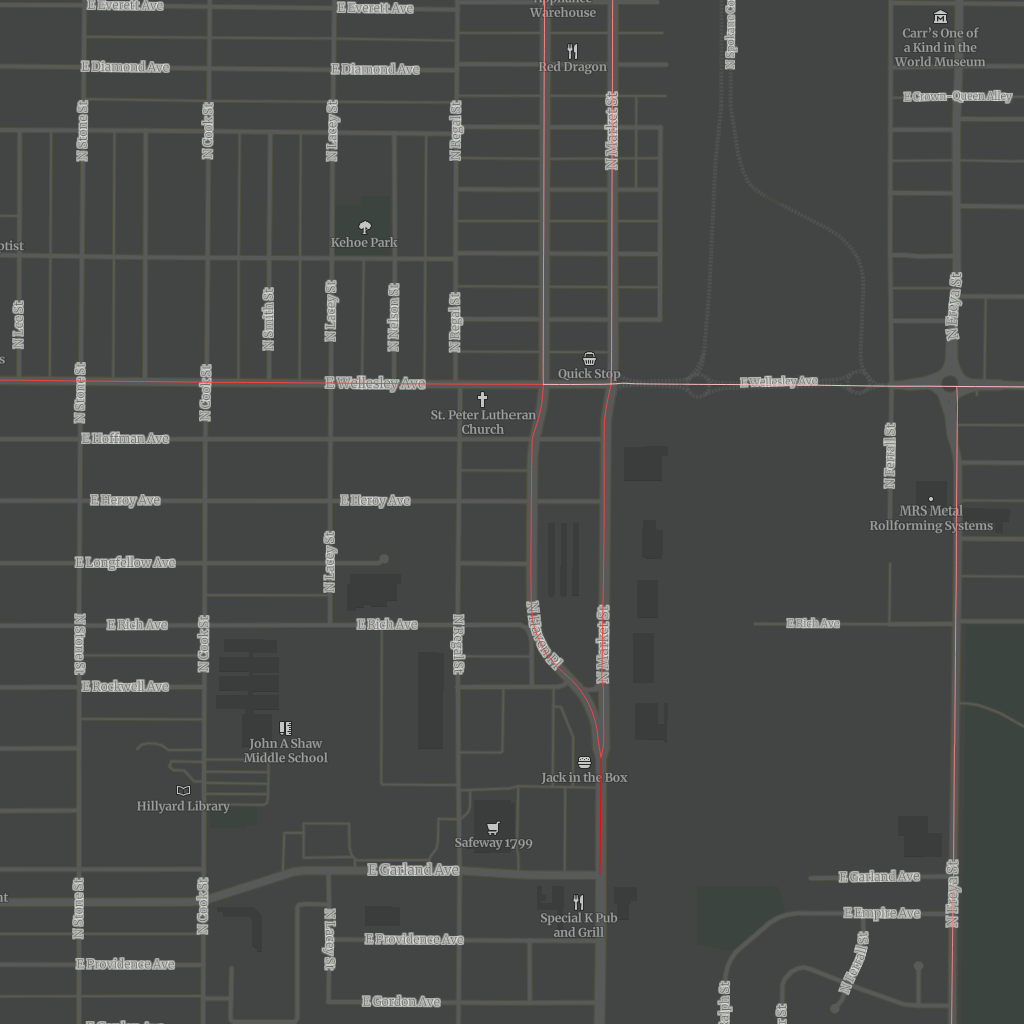 E Everett Ave
E Everett Ave
Appliance
Warehouse
N Spokane Co
Carr's One of
a Kind in the
World Museum
Red Dragon
E Diamond Ave
E Diamond Ave
E Crown-Queen Alley
N Stone St
N Cook St
N Lacey St
N Regal St
N Market St
Kehoe Park
ptist
N Lee St
N Smith St
N Lacey St
N Nelson St
N Regal St
N Freya St
s
Quick Stop
N Stone St
N Cook St
E Wellesley Ave
E Wellesley Ave
St. Peter Lutheran
Church
E Hoffman Ave
N Ferrall St
E Heroy Ave
E Heroy Ave
MRS Metal
Rollforming Systems
E Longfellow Ave
N Lacey St
E Rich Ave
E Rich Ave
E Rich Ave
N Stone St
N Cook St
N Regal St
N Haven Pl
N Market St
E Rockwell Ave
John A Shaw
Middle School
Jack in the Box
Hillyard Library
Safeway 1799
E Garland Ave
E Garland Ave
nt
N Stone St
N Cook St
N Lacey St
Special K Pub
and Grill
E Empire Ave
N Freya St
E Providence Ave
E Providence Ave
N Ferrall St
E Gordon Ave
alph St
r St